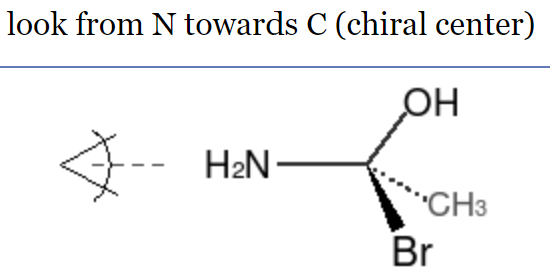 look from N towards C (chiral center)
OH
H₂N
CH₃
Br